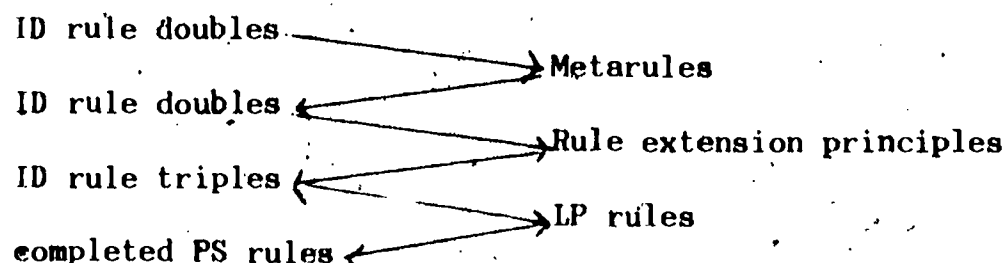 ID rule doubles
Metarules
ID rule doubles
Rule extension principles
ID rule triples
LP rules
completed PS rules